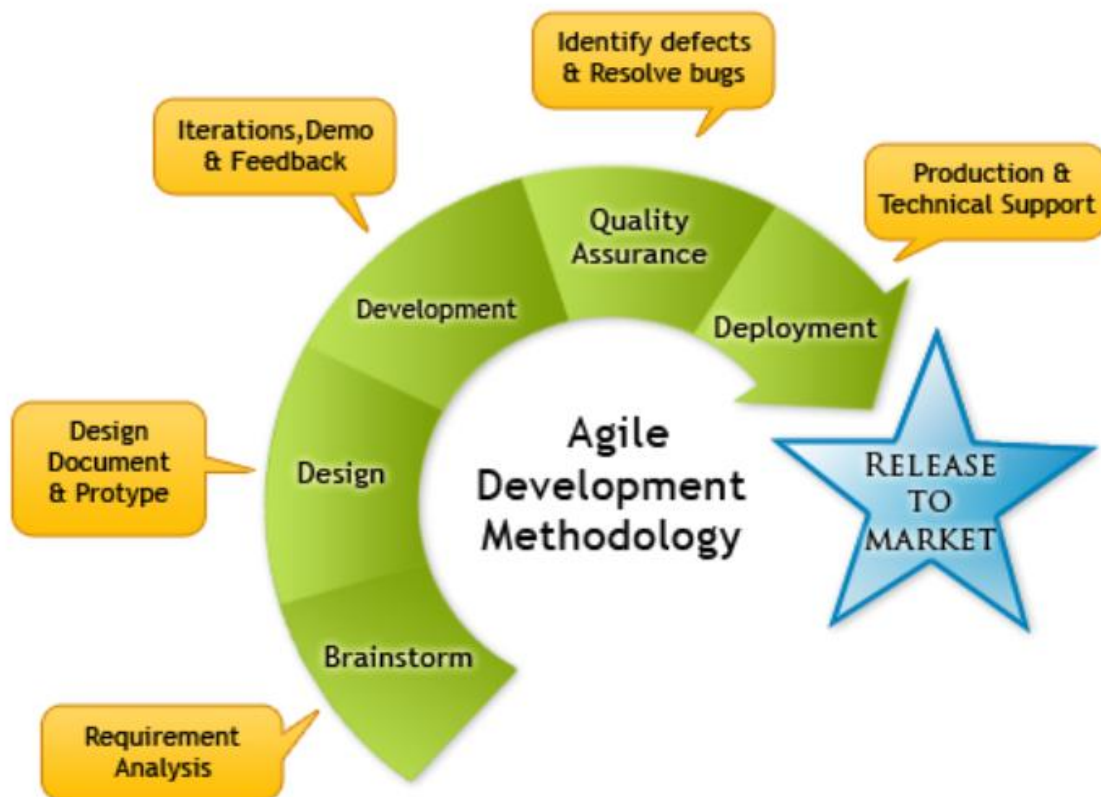 Identify defects
& Resolve bugs
Iterations,Demo
& Feedback
Production &
Technical Support
Quality
Assurance
Development
Deployment
Design
Document
& Protype
Design
Agile
Development
Methodology
RELEASE
TO
MARKET
Brainstorm
Requirement
Analysis